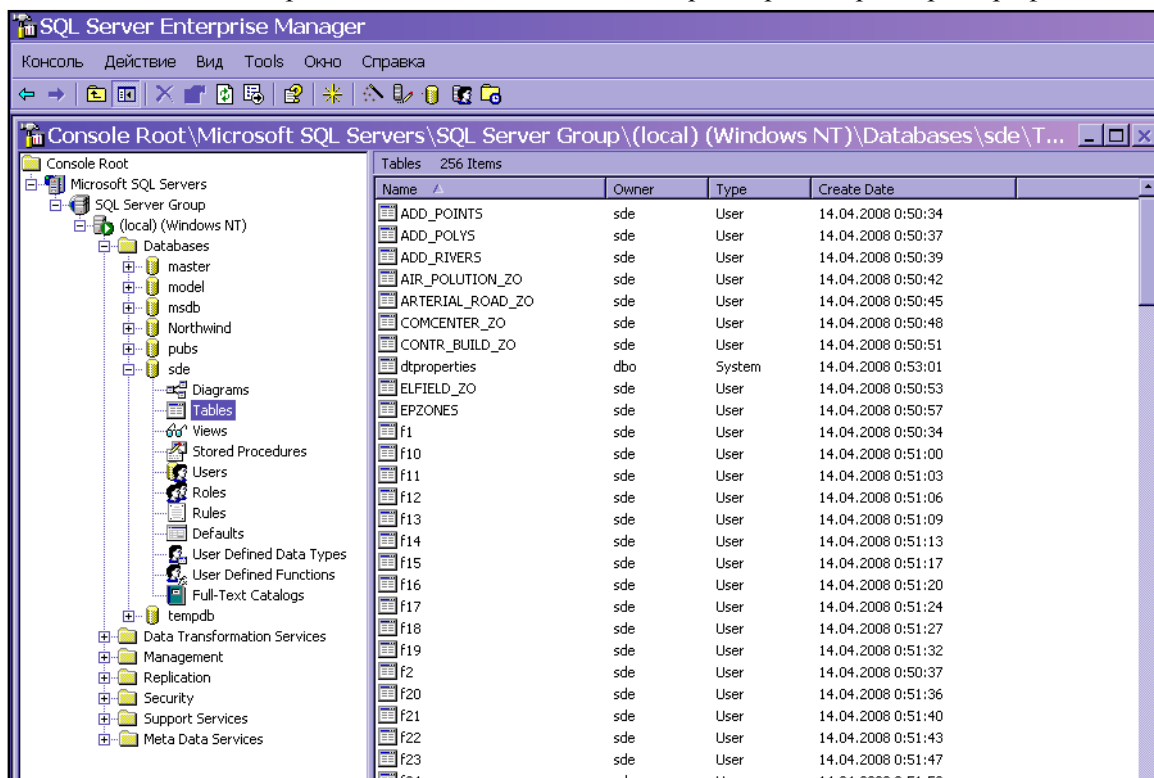 SQL Server Enterprise Manager
Консоль Действие Вид Tools Окно Справка
Console Root\Microsoft SQL Servers\SQL Server Group\(local) (Windows NT)\Databases\sde\T...
Console Root
Microsoft SQL Servers
SQL Server Group
(local) (Windows NT)
Databases
master
model
msdb
Northwind
pubs
sde
Diagrams
Tables
Views
Stored Procedures
Users
Roles
Rules
Defaults
User Defined Data Types
User Defined Functions
Full-Text Catalogs
tempdb
Data Transformation Services
Management
Replication
Security
Support Services
Meta Data Services
Tables 256 Items
Name Owner Type Create Date
ADD_POINTS sde User 14.04.2008 0:50:34
ADD_POLYS sde User 14.04.2008 0:50:37
ADD_RIVERS sde User 14.04.2008 0:50:39
AIR_POLUTION_ZO sde User 14.04.2008 0:50:42
ARTERIAL_ROAD_ZO sde User 14.04.2008 0:50:45
COMCENTER_ZO sde User 14.04.2008 0:50:48
CONTR_BUILD_ZO sde User 14.04.2008 0:50:51
dtproperties dbo System 14.04.2008 0:53:01
ELFIELD_ZO sde User 14.04.2008 0:50:53
EPZONES sde User 14.04.2008 0:50:57
f1 sde User 14.04.2008 0:50:34
f10 sde User 14.04.2008 0:51:00
f11 sde User 14.04.2008 0:51:03
f12 sde User 14.04.2008 0:51:06
f13 sde User 14.04.2008 0:51:09
f14 sde User 14.04.2008 0:51:13
f15 sde User 14.04.2008 0:51:17
f16 sde User 14.04.2008 0:51:20
f17 sde User 14.04.2008 0:51:24
f18 sde User 14.04.2008 0:51:27
f19 sde User 14.04.2008 0:51:32
f2 sde User 14.04.2008 0:50:37
f20 sde User 14.04.2008 0:51:36
f21 sde User 14.04.2008 0:51:40
f22 sde User 14.04.2008 0:51:43
f23 sde User 14.04.2008 0:51:47